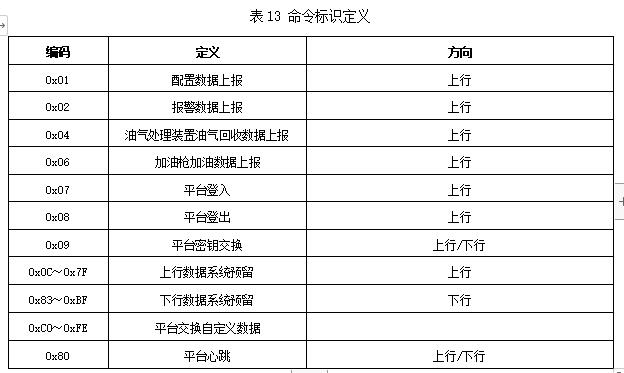 表13 命令标识定义
编码 定义 方向
0x01 配置数据上报 上行
0x02 报警数据上报 上行
0x04 油气处理装置油气回收数据上报 上行
0x06 加油枪加油数据上报 上行
0x07 平台登入 上行
0x08 平台登出 上行
0x09 平台密钥交换 上行/下行
0x0C～0x7F 上行数据系统预留 上行
0x83～0xBF 下行数据系统预留 下行
0xC0～0xFE 平台交换自定义数据
0x80 平台心跳 上行/下行